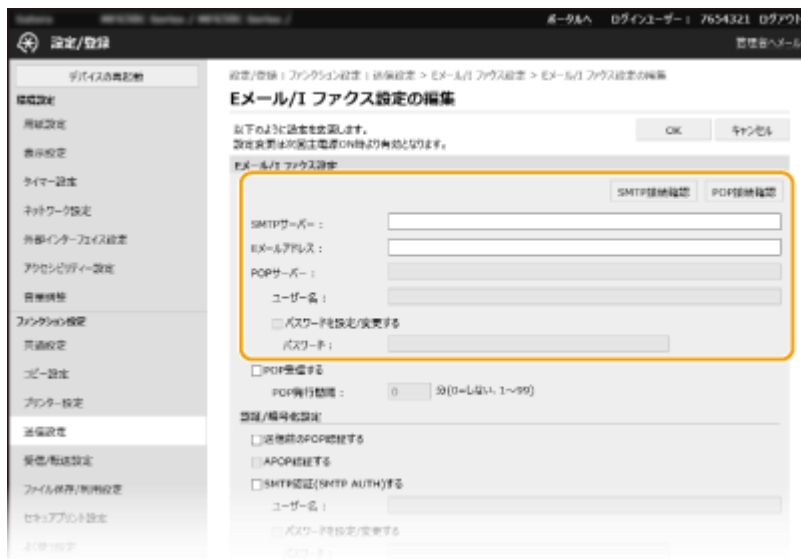 ポータルへ ログインユーザー： 7654321 ログアウト
設定/登録
管理者へメール
デバイスの再起動
設定/登録：ファンクション設定：送信設定 > Eメール/I ファクス設定 > Eメール/I ファクス設定の編集
Eメール/I ファクス設定の編集
以下のように設定を変更します。
設定変更は次回主電源ON時より有効となります。
OK
キャンセル
環境設定
用紙設定
表示設定
タイマー設定
ネットワーク設定
外部インターフェイス設定
アクセシビリティー設定
音量調整
ファンクション設定
共通設定
コピー設定
プリンター設定
送信設定
受信/転送設定
ファイル保存/利用設定
セキュアプリント設定
Eメール/I ファクス設定
SMTP接続確認
POP接続確認
SMTPサーバー：
Eメールアドレス：
POPサーバー：
ユーザー名：
パスワードを設定/変更する
パスワード：
POP受信する
POP発行間隔： 0 分(0=しない、1～99)
認証/暗号化設定
送信前のPOP認証する
APOP認証する
SMTP認証(SMTP AUTH)する
ユーザー名：
パスワードを設定/変更する
パスワード：